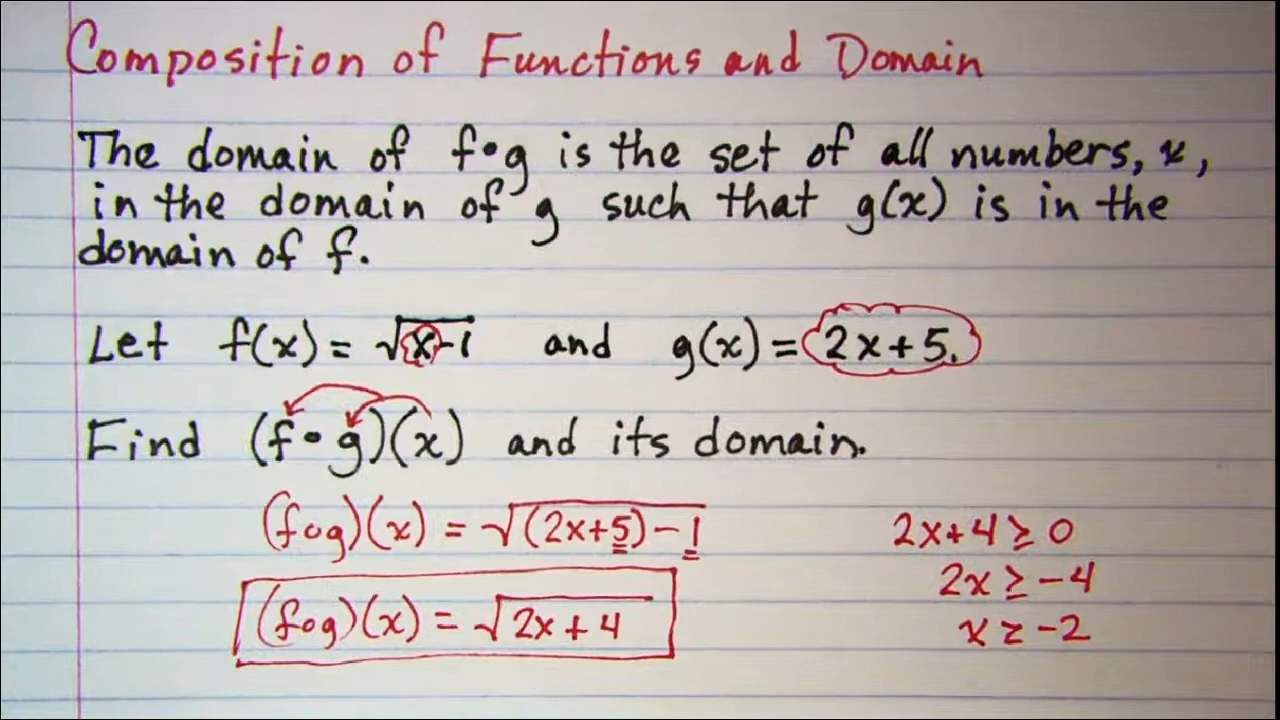 Composition of Functions and Domain
The domain of f∘g is the set of all numbers, x,
in the domain of g such that g(x) is in the
domain of f.
Let f(x) = √(x-1) and g(x) = 2x+5.
Find (f∘g)(x) and its domain.
(f∘g)(x) = √((2x+5)-1)
2x+4 ≥ 0
2x ≥ -4
(f∘g)(x) = √(2x+4)
x ≥ -2